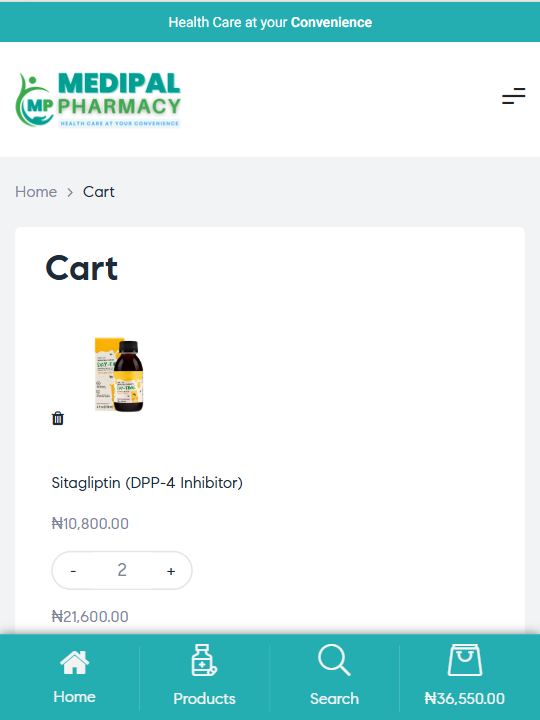 Health Care at your Convenience
MEDIPAL
MP PHARMACY
HEALTH CARE AT YOUR CONVENIENCE
Home > Cart
Cart
Sitagliptin (DPP-4 Inhibitor)
₦10,800.00
- 2 +
₦21,600.00
Home Products Search ₦36,550.00